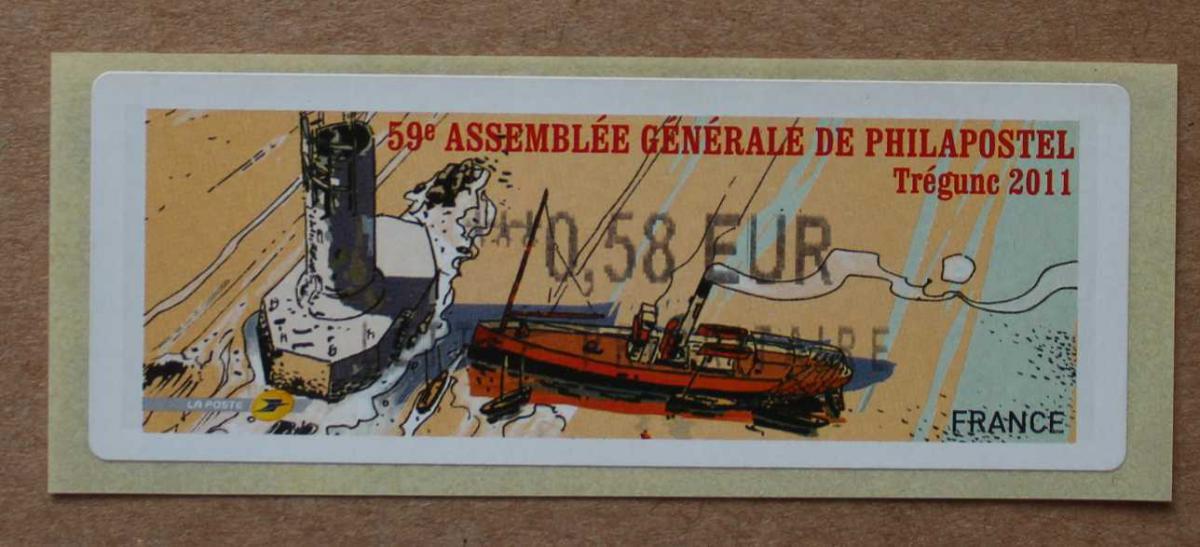 59e ASSEMBLÉE GÉNÉRALE DE PHILAPOSTEL
Trégunc 2011
0,58 EUR
LA POSTE
FRANCE